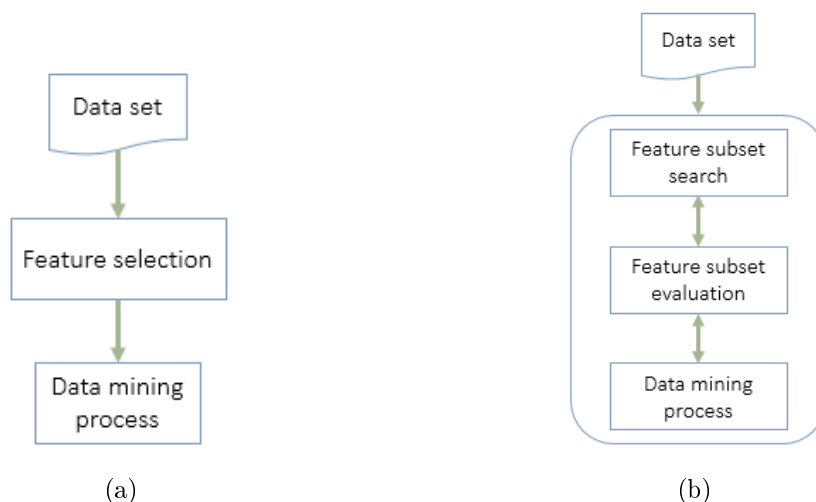 Data set
Feature selection
Data mining
process
(a)
Data set
Feature subset
search
Feature subset
evaluation
Data mining
process
(b)